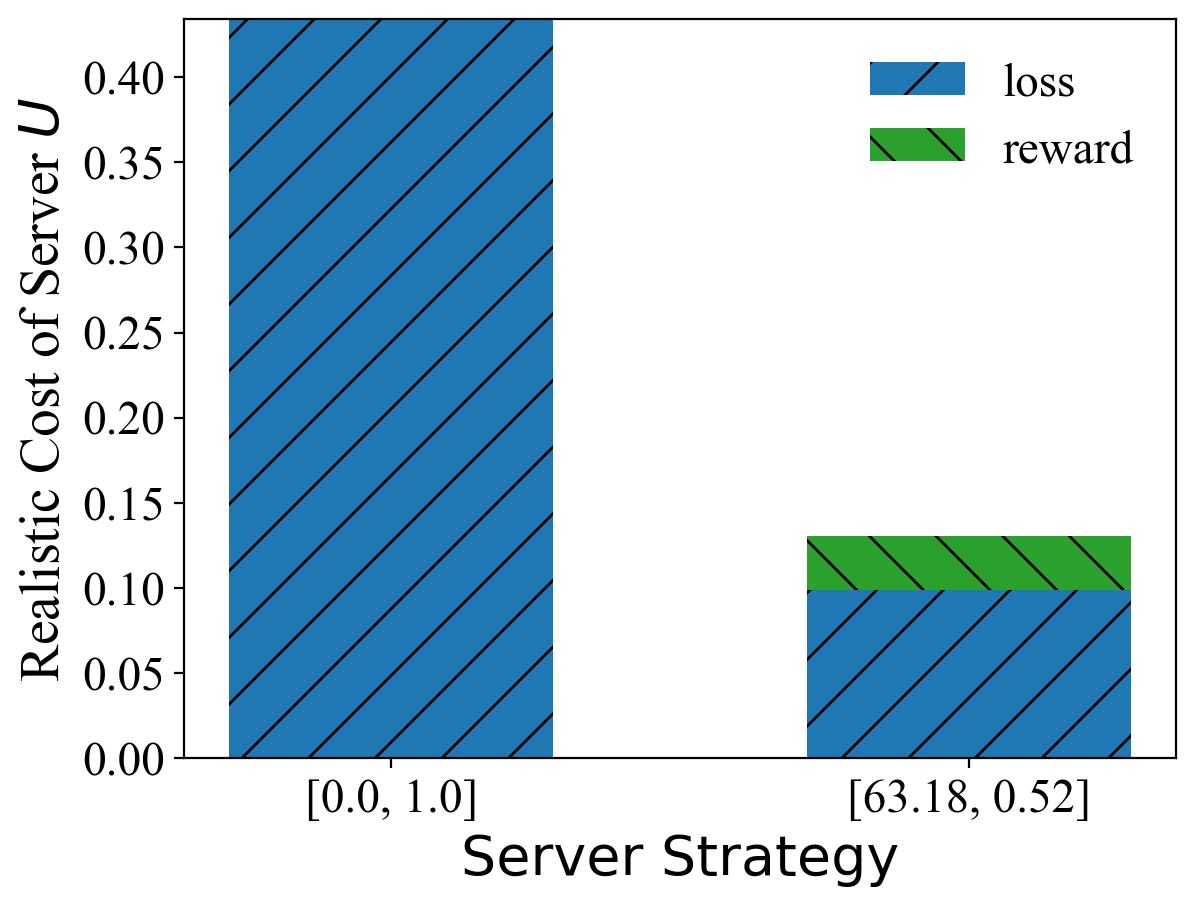 Realistic Cost of Server U
0.40
0.35
0.30
0.25
0.20
0.15
0.10
0.05
0.00
loss
reward
[0.0, 1.0]
[63.18, 0.52]
Server Strategy